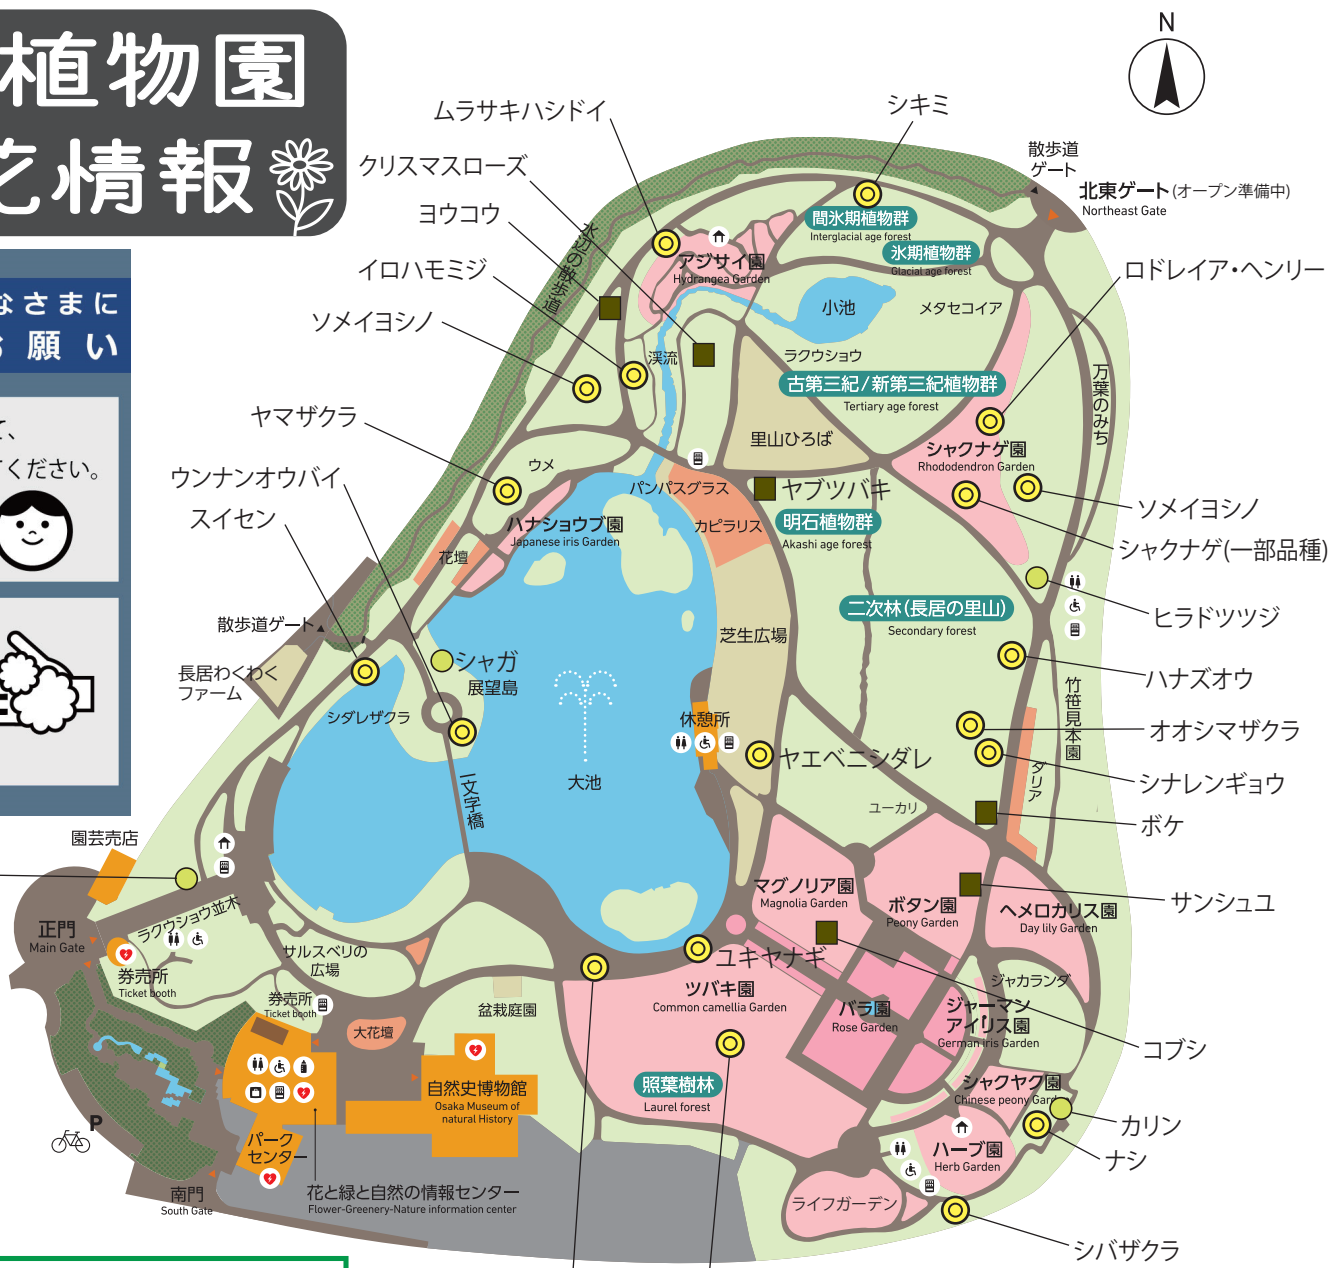 植物園
花情報
なさまに
お願い
て、
ください。
N
ムラサキハシドイ
シキミ
クリスマスローズ
ヨウコウ
イロハモミジ
ソメイヨシノ
ヤマザクラ
ウンナンオウバイ
スイセン
散歩道
ゲート
北東ゲート(オープン準備中)
Northeast Gate
間氷期植物群
Interglacial age forest
氷期植物群
Glacial age forest
水辺の散歩道
アジサイ園
Hydrangea Garden
小池
メタセコイア
ロドレイア・ヘンリー
渓流
ラクウショウ
古第三紀/新第三紀植物群
Tertiary age forest
万葉のみち
里山ひろば
シャクナゲ園
Rhododendron Garden
ウメ
パンパスグラス
ヤブツバキ
カピラリス
明石植物群
Akashi age forest
ソメイヨシノ
シャクナゲ(一部品種)
ハナショウブ園
Japanese iris Garden
花壇
二次林(長居の里山)
Secondary forest
ヒラドツツジ
散歩道ゲート
芝生広場
シャガ
展望島
長居わくわく
ファーム
シダレザクラ
ハナズオウ
竹笹見本園
休憩所
オオシマザクラ
ヤエベニシダレ
大池
一文字橋
シナレンギョウ
ダリア
ユーカリ
ボケ
園芸売店
マグノリア園
Magnolia Garden
ボタン園
Peony Garden
ヘメロカリス園
Day lily Garden
サンシュユ
正門
Main Gate
ラクウショウ並木
券売所
Ticket booth
サルスベリの
広場
ユキヤナギ
ツバキ園
Common camellia Garden
ジャカランダ
券売所
Ticket booth
盆栽庭園
バラ園
Rose Garden
ジャーマン
アイリス園
German iris Garden
大花壇
コブシ
自然史博物館
Osaka Museum of
natural History
照葉樹林
Laurel forest
シャクヤク園
Chinese peony Garden
カリン
P
パーク
センター
ハーブ園
Herb Garden
ナシ
南門
South Gate
花と緑と自然の情報センター
Flower-Greenery-Nature information center
ライフガーデン
シバザクラ